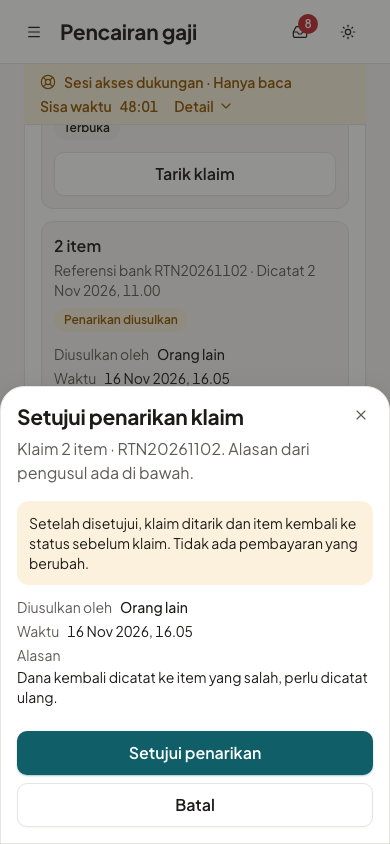 Pencairan gaji
8
Sesi akses dukungan · Hanya baca
Sisa waktu 48:01 Detail
Terbuka
Tarik klaim
2 item
Referensi bank RTN20261102 · Dicatat 2
Nov 2026, 11.00
Penarikan diusulkan
Diusulkan oleh Orang lain
Waktu 16 Nov 2026, 16.05
Setujui penarikan klaim
Klaim 2 item · RTN20261102. Alasan dari
pengusul ada di bawah.
Setelah disetujui, klaim ditarik dan item kembali ke
status sebelum klaim. Tidak ada pembayaran yang
berubah.
Diusulkan oleh Orang lain
Waktu 16 Nov 2026, 16.05
Alasan
Dana kembali dicatat ke item yang salah, perlu dicatat
ulang.
Setujui penarikan
Batal